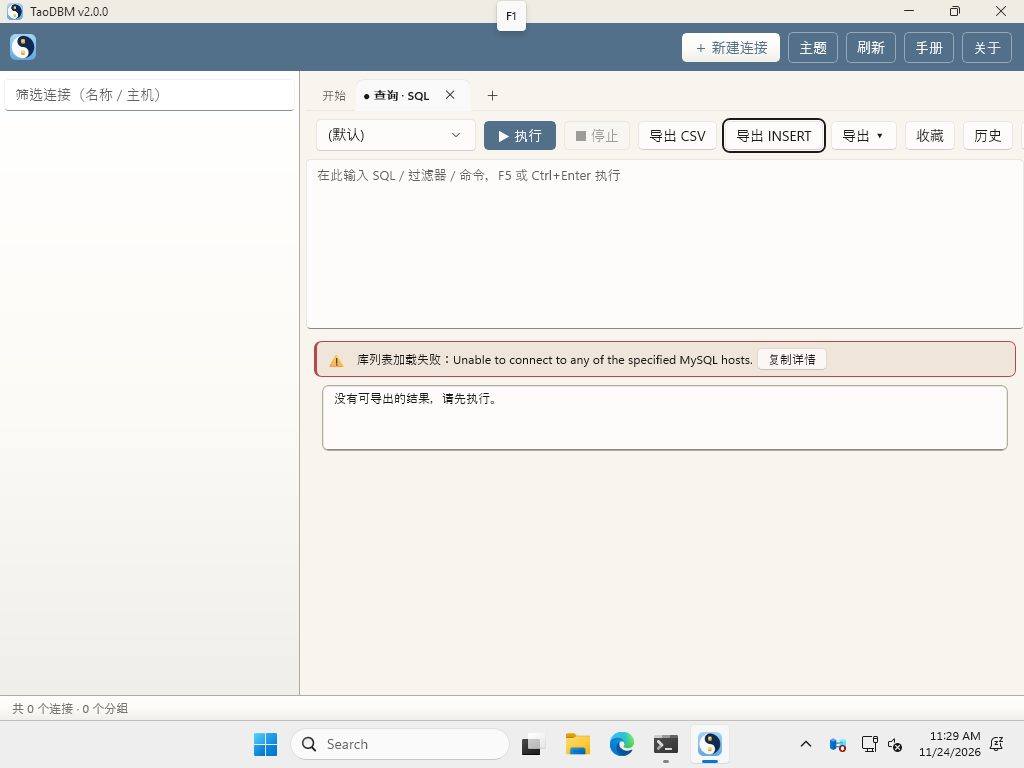 TaoDBM v2.0.0
F1
+ 新建连接
主题
刷新
手册
关于
筛选连接（名称 / 主机）
开始
• 查询 · SQL
(默认)
执行
停止
导出 CSV
导出 INSERT
导出
收藏
历史
在此输入 SQL / 过滤器 / 命令，F5 或 Ctrl+Enter 执行
库列表加载失败：Unable to connect to any of the specified MySQL hosts.
复制详情
没有可导出的结果，请先执行。
共 0 个连接 · 0 个分组
Search
11:29 AM
11/24/2026